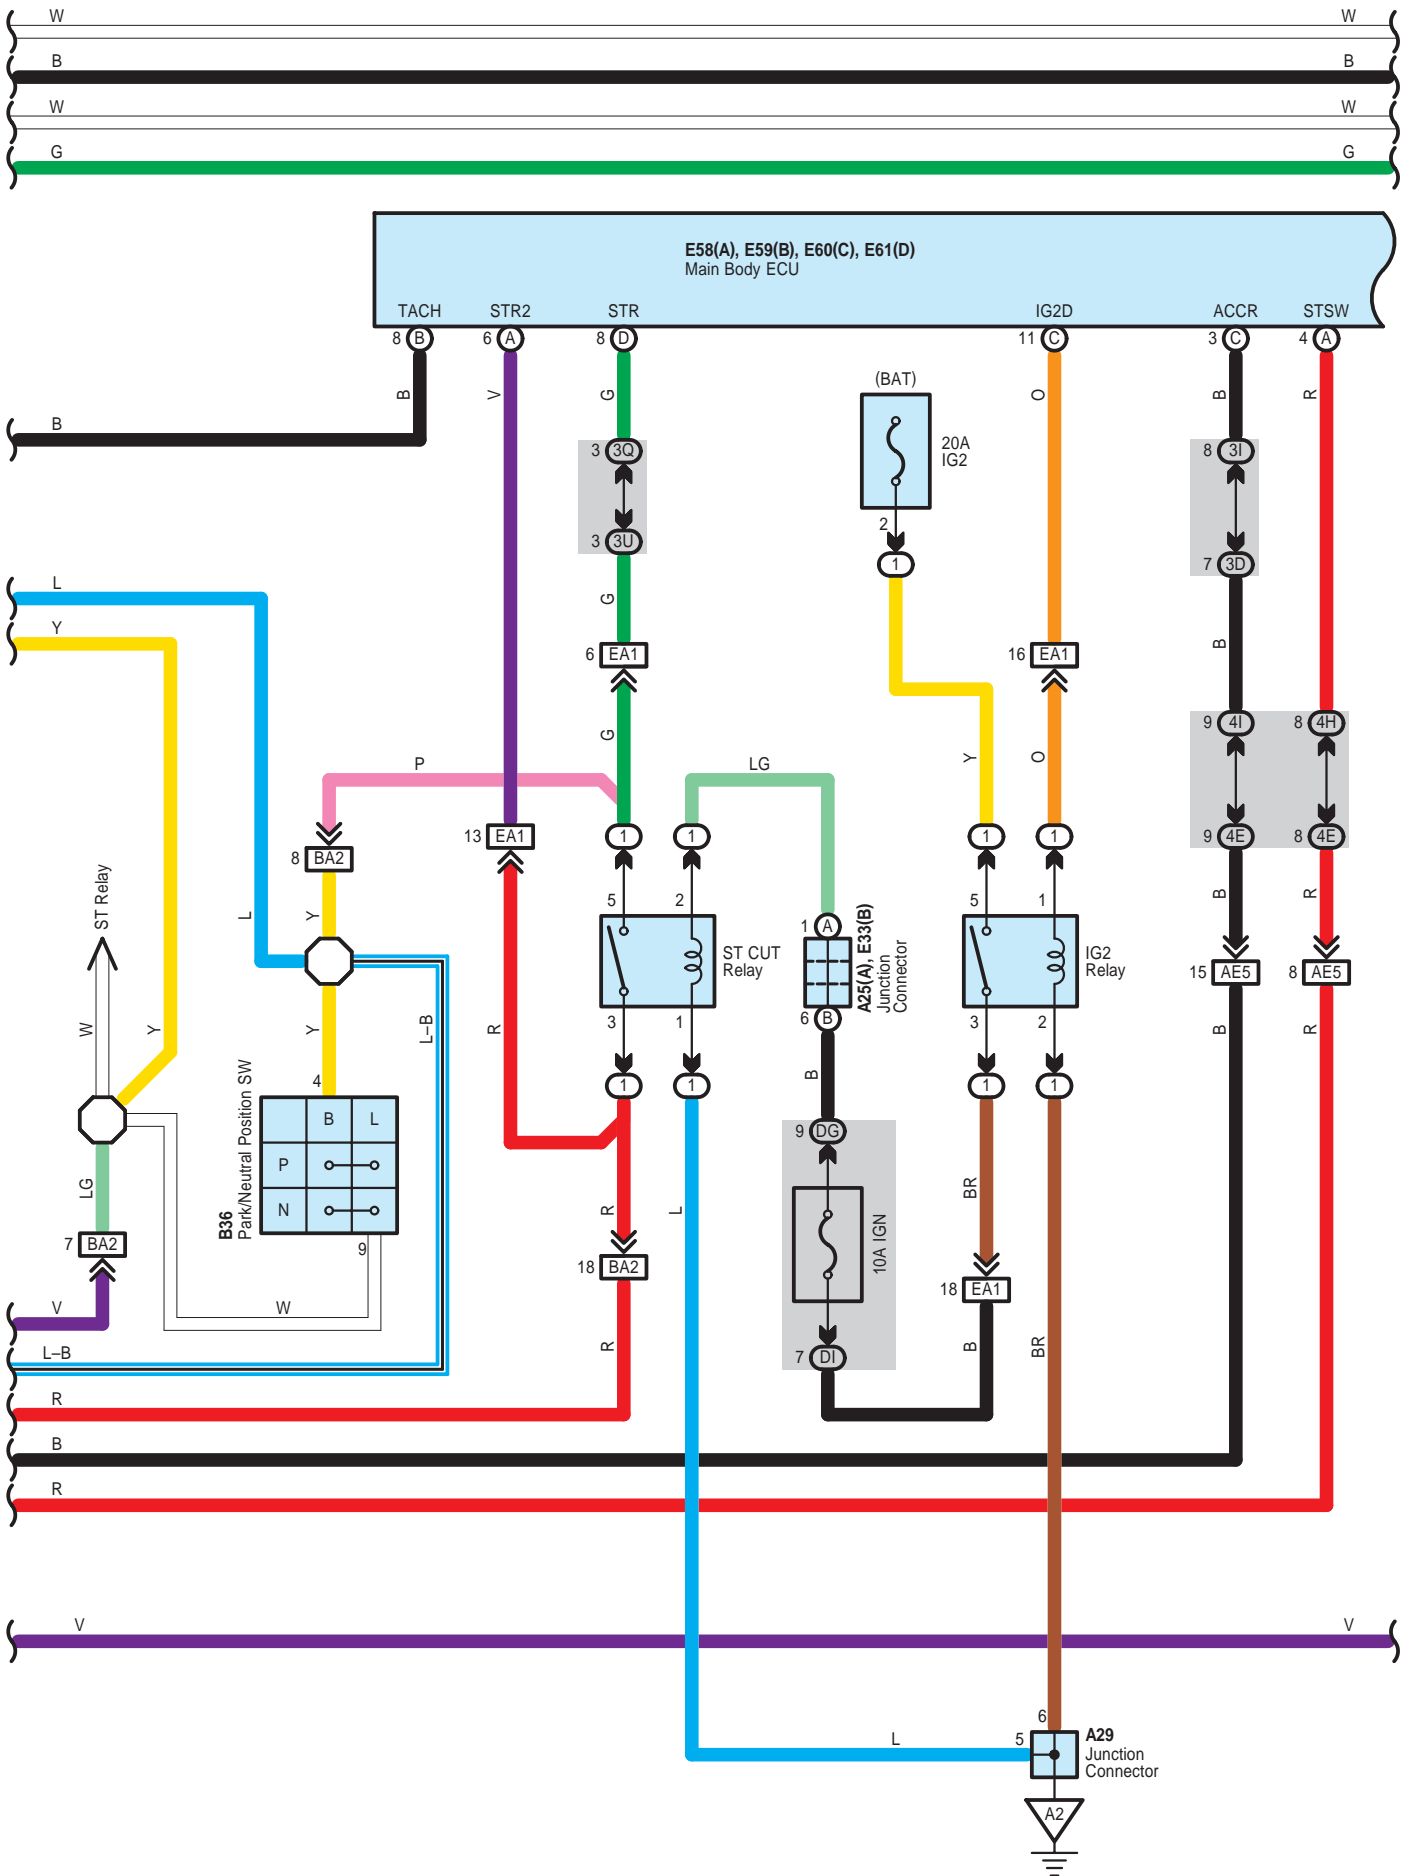 W W
B B
W W
G G
E58(A), E59(B), E60(C), E61(D)
Main Body ECU
TACH STR2 STR IG2D ACCR STSW
8 B 6 A 8 D 11 C 3 C 4 A
(BAT)
B V G O B R
B
20A
IG2
3 3Q 8 3I
2
3 3U 7 3D
1
L
G
Y
6 EA1 16 EA1
B
9 4I 8 4H
G
P LG Y O
13 EA1 1 1 1 1 9 4E 8 4E
8 BA2
ST Relay
5 2 5 1
L Y B R
1 A
ST CUT
Relay
A25(A), E33(B)
Junction
Connector
IG2
Relay
15 AE5 8 AE5
3 1 6 B 3 2
W Y Y L–B R B R
4
1 1 B 1 1
B36
Park/Neutral Position SW
B L
9 DG
P
LG BR
N
R L
10A IGN
7 BA2 9
18 BA2
18 EA1
V W
L–B R 7 DI B BR
R
B
R
V V
6
L 5
A29
Junction
Connector
A2